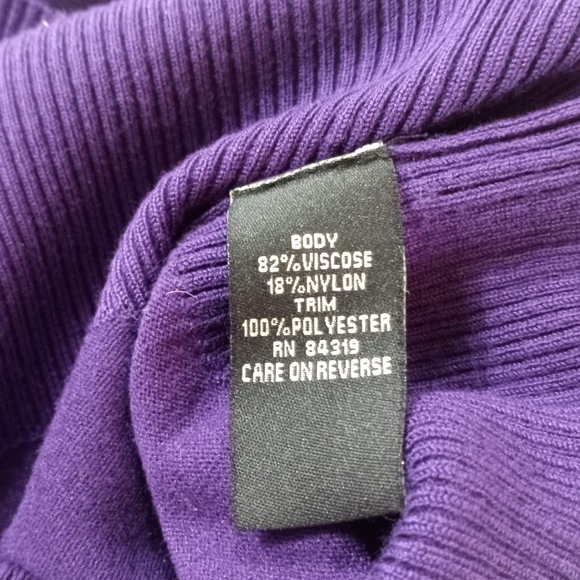 BODY
82%VISCOSE
18%NYLON
TRIM
100%POLYESTER
RN 84319
CARE ON REVERSE